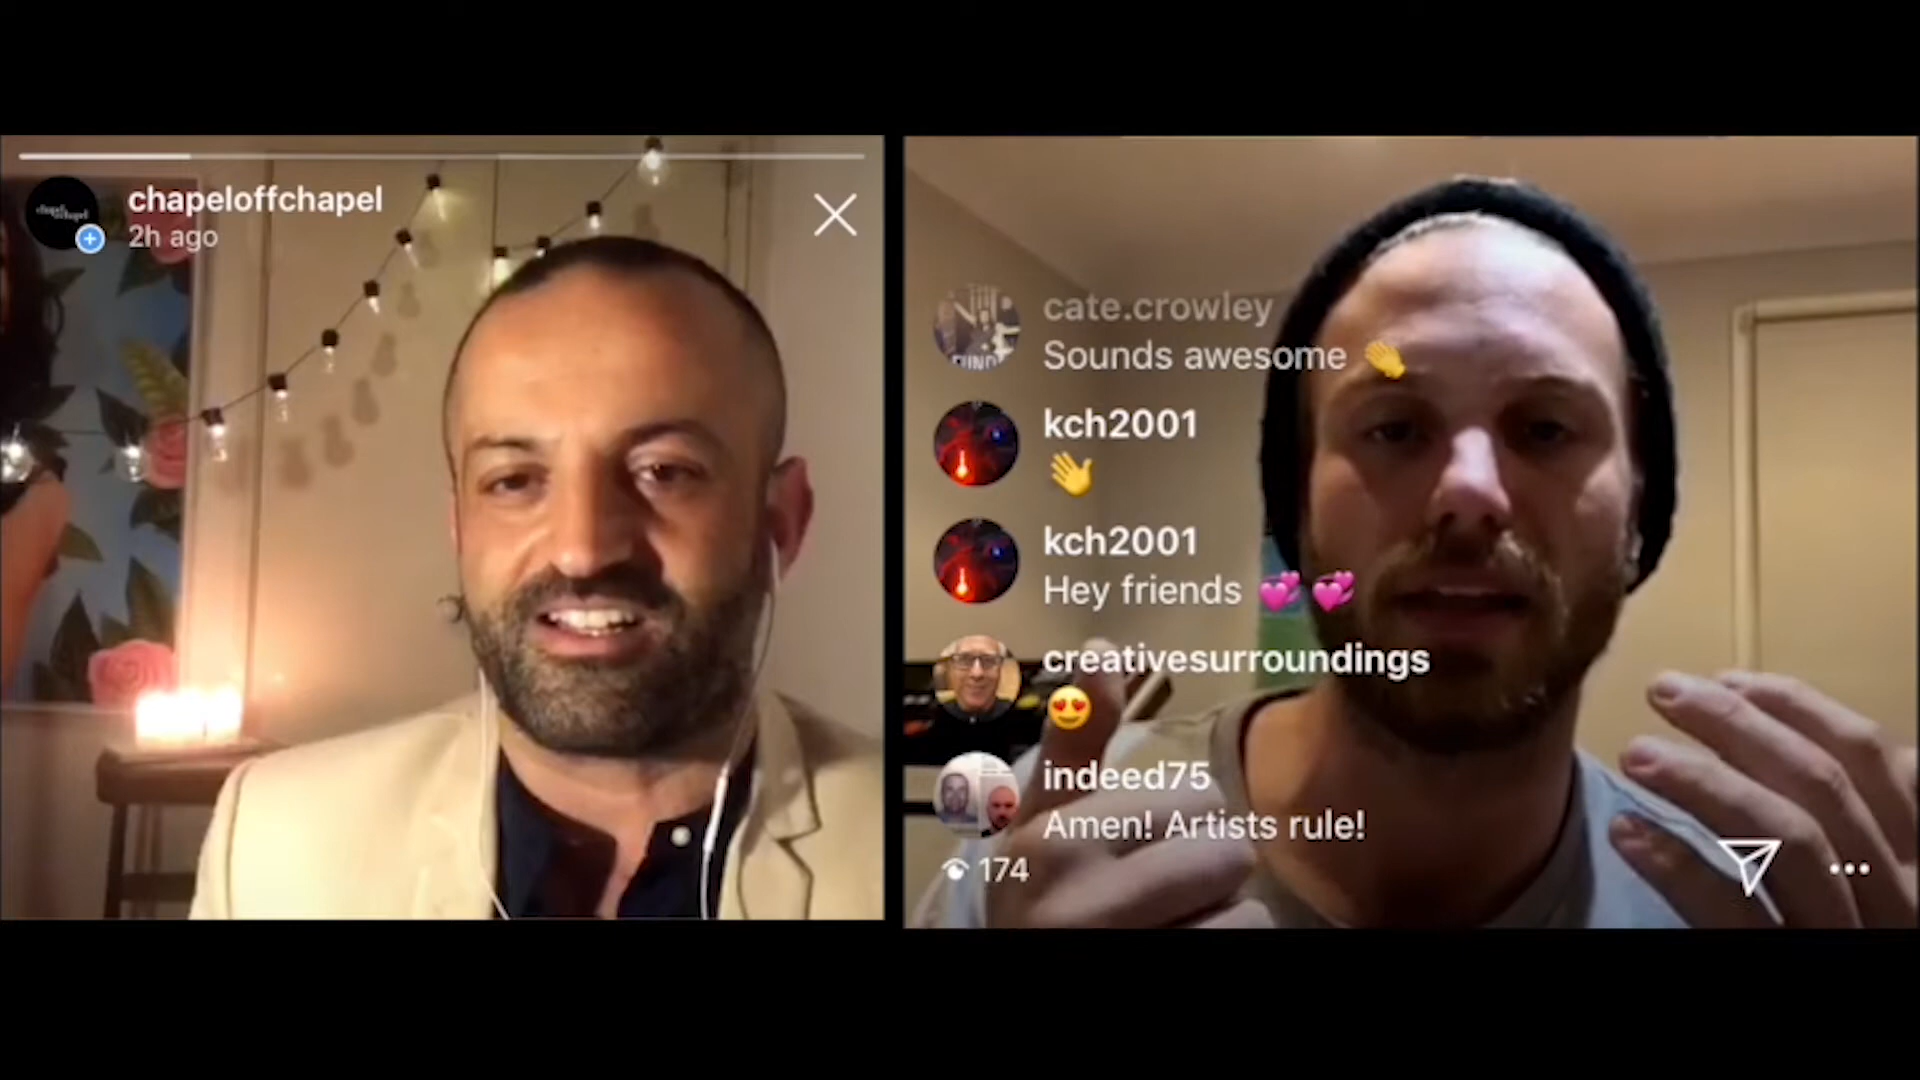 chapeloffchapel
2h ago
cate.crowley
Sounds awesome 👏
kch2001
👋
kch2001
Hey friends 💞 💞
creativesurroundings
😍
indeed75
Amen! Artists rule!
174